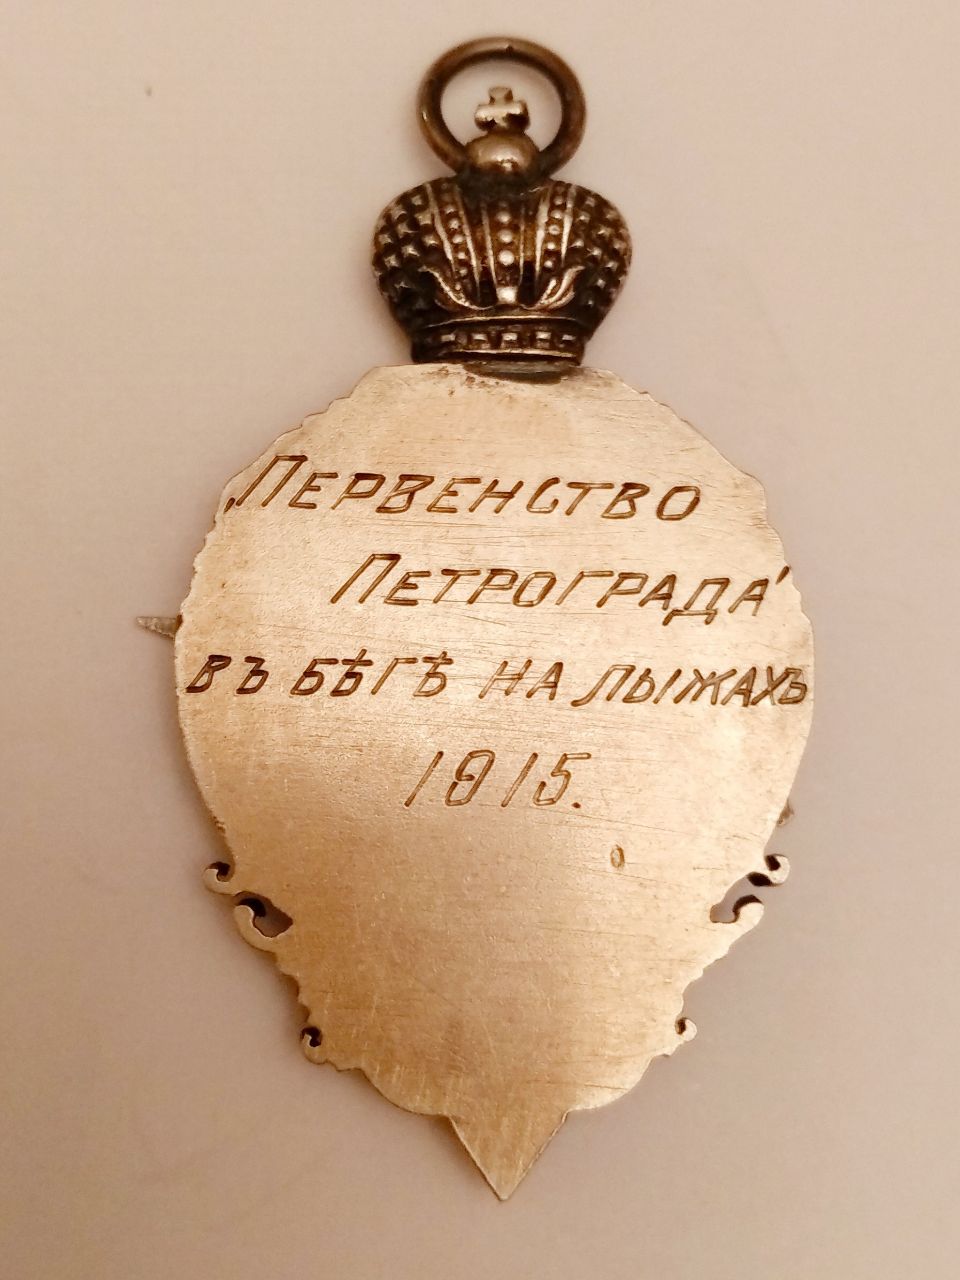 „Первенство
Петрограда"
въ бѣгѣ на лыжахъ
1915.